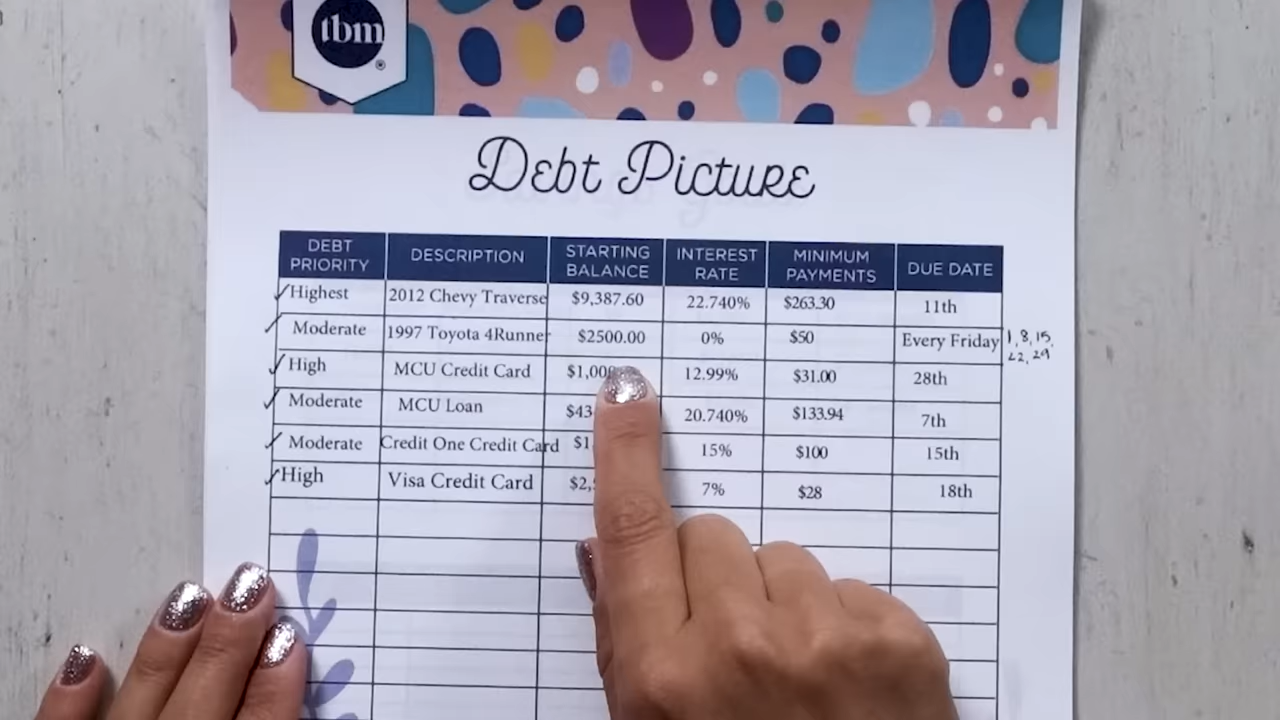 tbm
®
Debt Picture
DEBT PRIORITY DESCRIPTION STARTING BALANCE INTEREST RATE MINIMUM PAYMENTS DUE DATE
✓ Highest 2012 Chevy Traverse $9,387.60 22.740% $263.30 11th
✓ Moderate 1997 Toyota 4Runner $2500.00 0% $50 Every Friday 1, 8, 15, 22, 29
✓ High MCU Credit Card 12.99% $31.00 28th
✓ Moderate MCU Loan 20.740% $133.94 7th
✓ Moderate Credit One Credit Card 15% $100 15th
✓ High Visa Credit Card 7% $28 18th